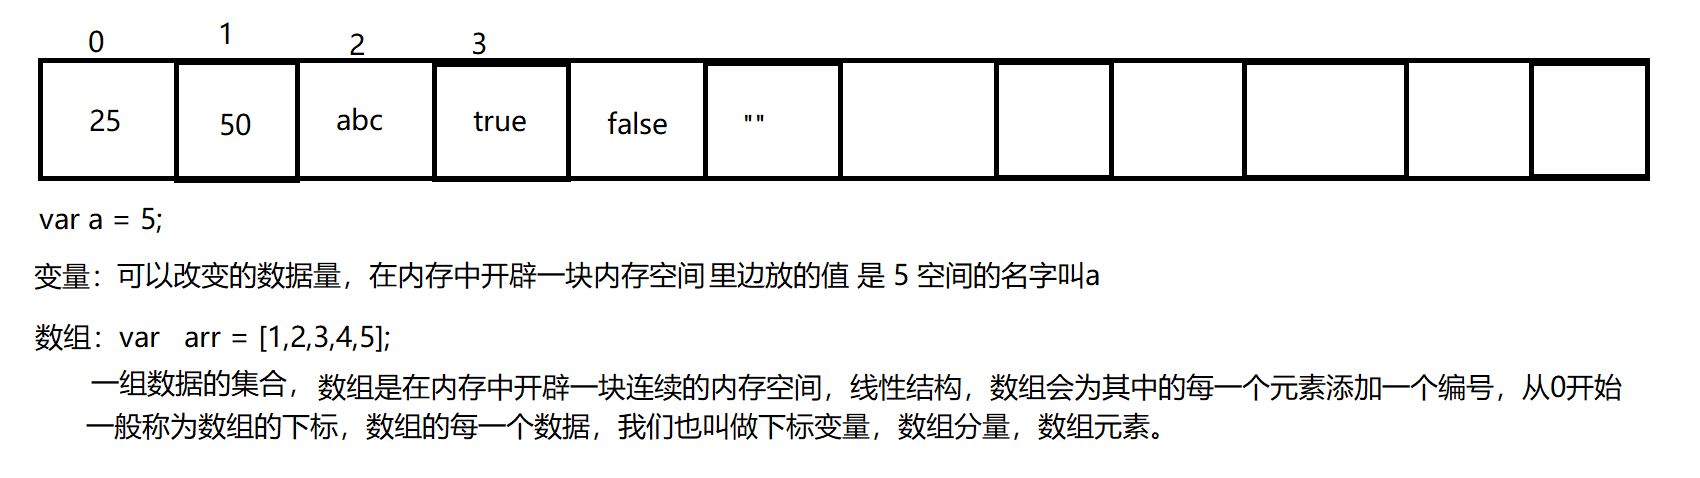 0 1 2 3
25 50 abc true false ""
var a = 5;
变量：可以改变的数据量，在内存中开辟一块内存空间 里边放的值 是 5 空间的名字叫a
数组：var arr = [1,2,3,4,5];
一组数据的集合，数组是在内存中开辟一块连续的内存空间，线性结构，数组会为其中的每一个元素添加一个编号，从0开始
一般称为数组的下标，数组的每一个数据，我们也叫做下标变量，数组分量，数组元素。